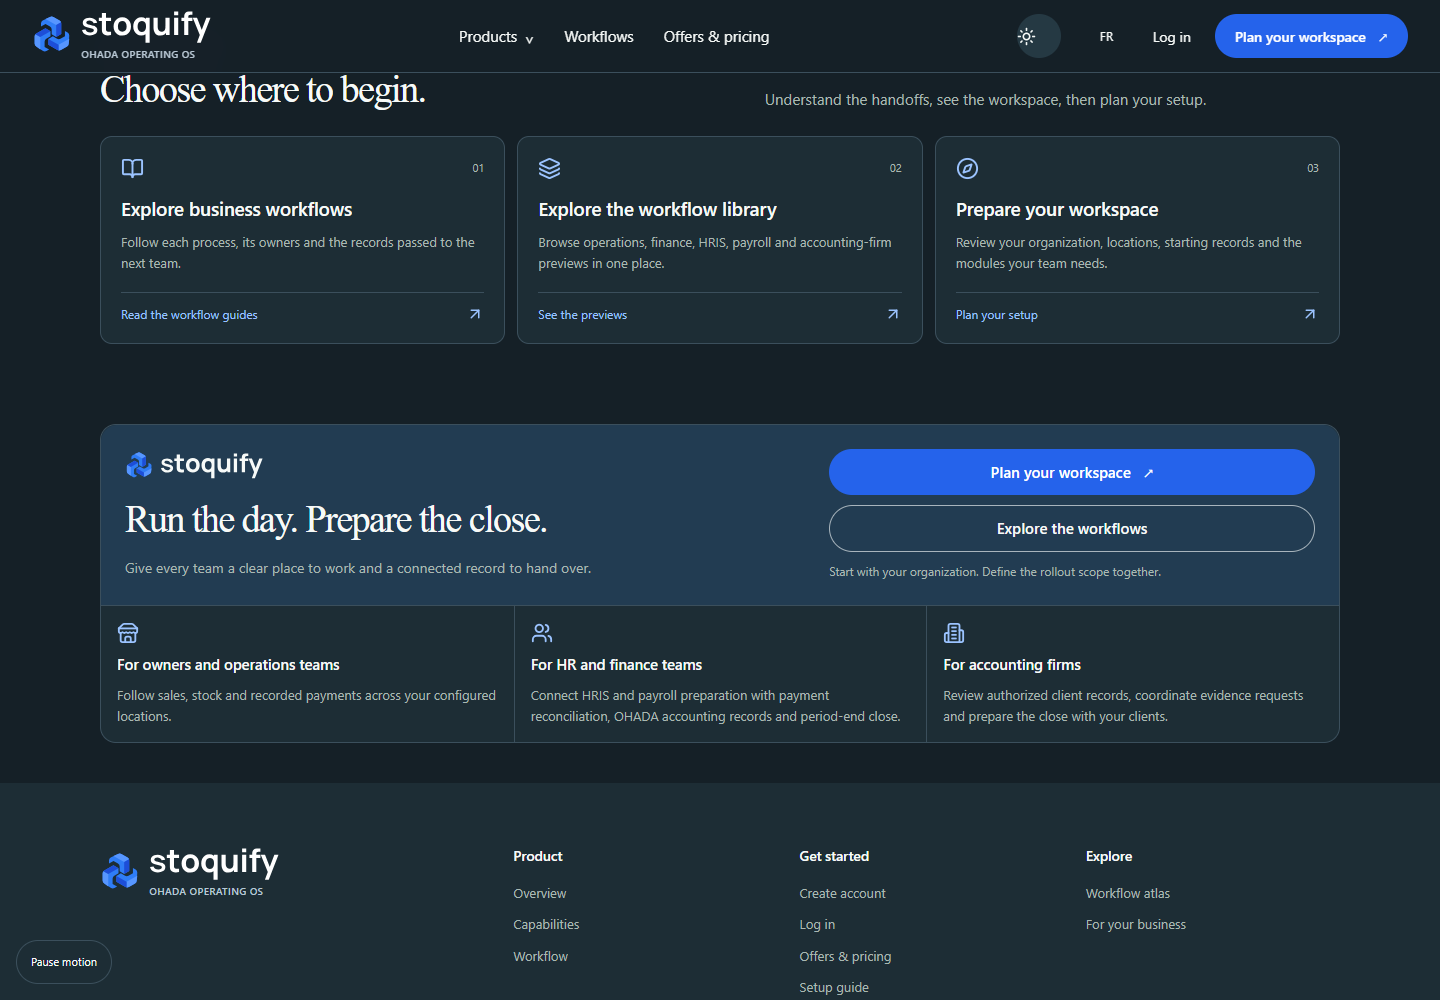 stoquify
OHADA OPERATING OS
Products
Workflows
Offers & pricing
FR
Log in
Plan your workspace ↗
Choose where to begin.
Understand the handoffs, see the workspace, then plan your setup.
01
Explore business workflows
Follow each process, its owners and the records passed to the
next team.
Read the workflow guides
02
Explore the workflow library
Browse operations, finance, HRIS, payroll and accounting-firm
previews in one place.
See the previews
03
Prepare your workspace
Review your organization, locations, starting records and the
modules your team needs.
Plan your setup
stoquify
Run the day. Prepare the close.
Give every team a clear place to work and a connected record to hand over.
Plan your workspace ↗
Explore the workflows
Start with your organization. Define the rollout scope together.
For owners and operations teams
Follow sales, stock and recorded payments across your configured
locations.
For HR and finance teams
Connect HRIS and payroll preparation with payment
reconciliation, OHADA accounting records and period-end close.
For accounting firms
Review authorized client records, coordinate evidence requests
and prepare the close with your clients.
stoquify
OHADA OPERATING OS
Product
Overview
Capabilities
Workflow
Get started
Create account
Log in
Offers & pricing
Setup guide
Explore
Workflow atlas
For your business
Pause motion